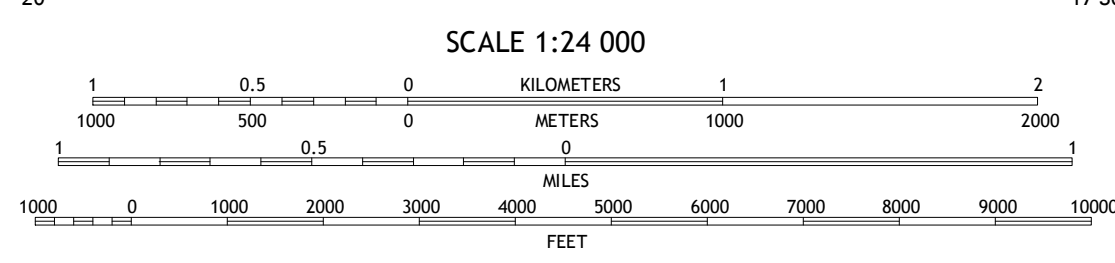 SCALE 1:24 000
1 0.5 0 KILOMETERS 1 2
1000 500 0 METERS 1000 2000
1 0.5 0 1
MILES
1000 0 1000 2000 3000 4000 5000 6000 7000 8000 9000 10000
FEET